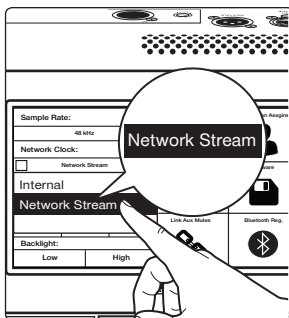 Sample Rate:
48 kHz
Network Clock:
Network Stream
Internal
Network Stream
Network Stream
Backlight:
Low High
Link Aux Mutes
Bluetooth Reg.